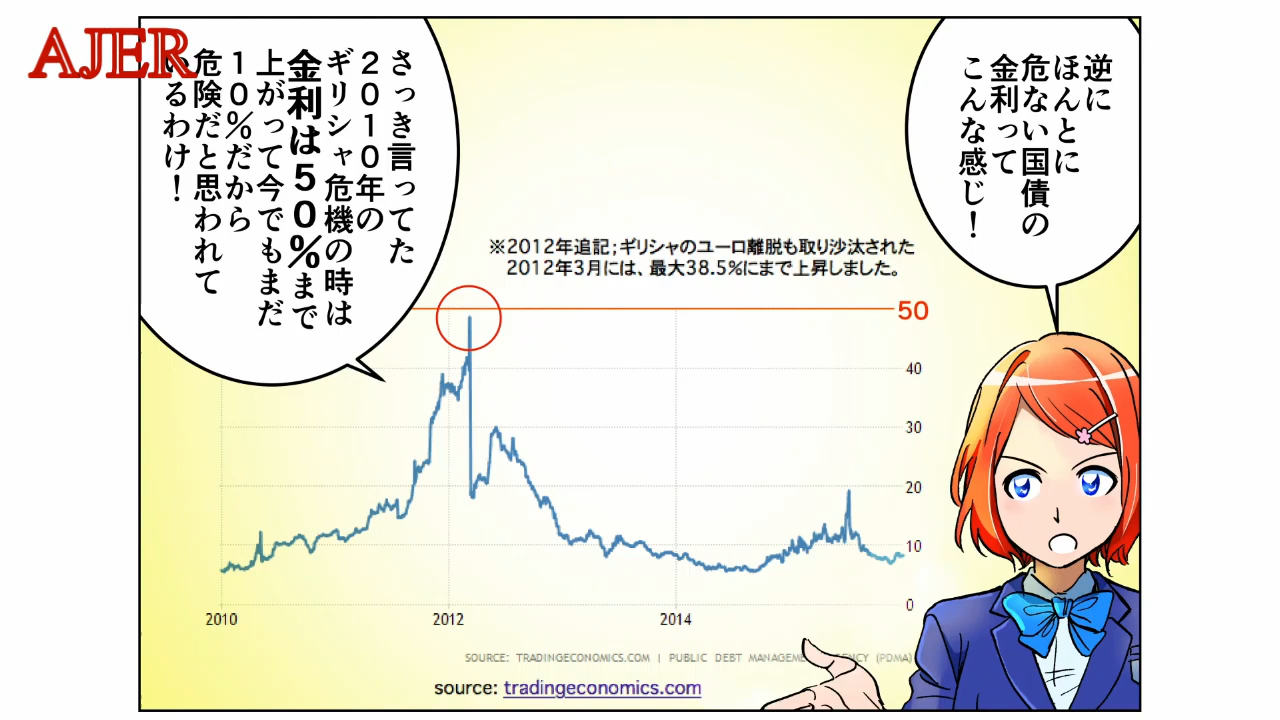 AJER
逆に
ほんとに
危ない国債の
金利って
こんな感じ！
さっき言ってた
２０１０年の
ギリシャ危機の時は
金利は５０％まで
上がって今でもまだ
１０％だから
危険だと思われて
いるわけ！
※2012年追記；ギリシャのユーロ離脱も取り沙汰された
2012年3月には、最大38.5%にまで上昇しました。
50
40
30
20
10
0
2010 2012 2014
SOURCE: TRADINGECONOMICS.COM | PUBLIC DEBT MANAGEMENCY (PDMA)
source: tradingeconomics.com